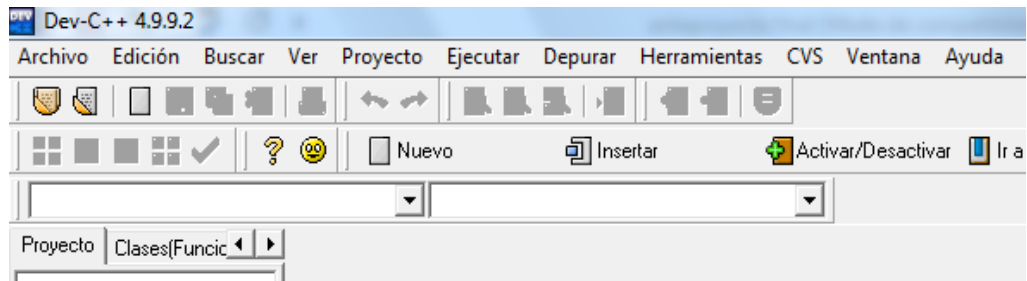 Dev-C++ 4.9.9.2
Archivo Edición Buscar Ver Proyecto Ejecutar Depurar Herramientas CVS Ventana Ayuda
Nuevo Insertar Activar/Desactivar Ir a
Proyecto Clases(Funcic